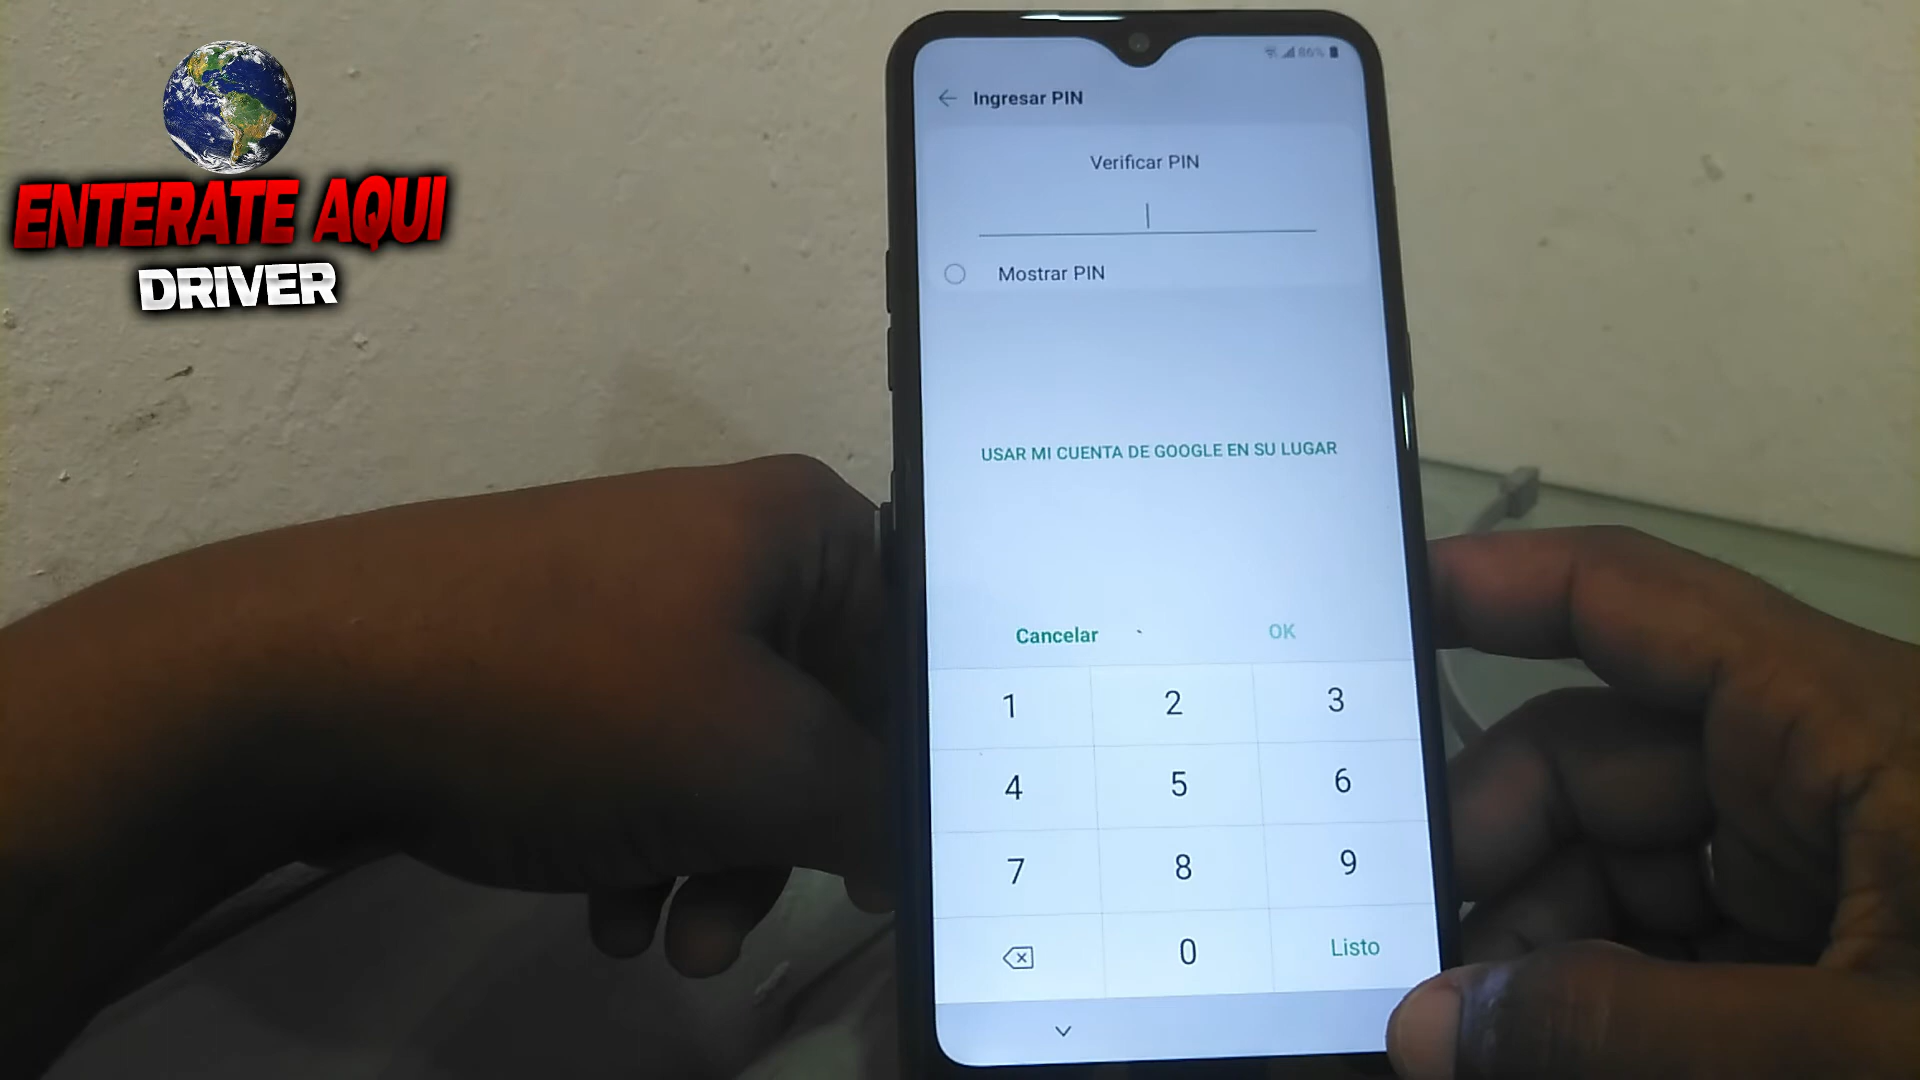 ENTERATE AQUI
DRIVER
86%
Ingresar PIN
Verificar PIN
Mostrar PIN
USAR MI CUENTA DE GOOGLE EN SU LUGAR
Cancelar OK
1 2 3
4 5 6
7 8 9
0 Listo